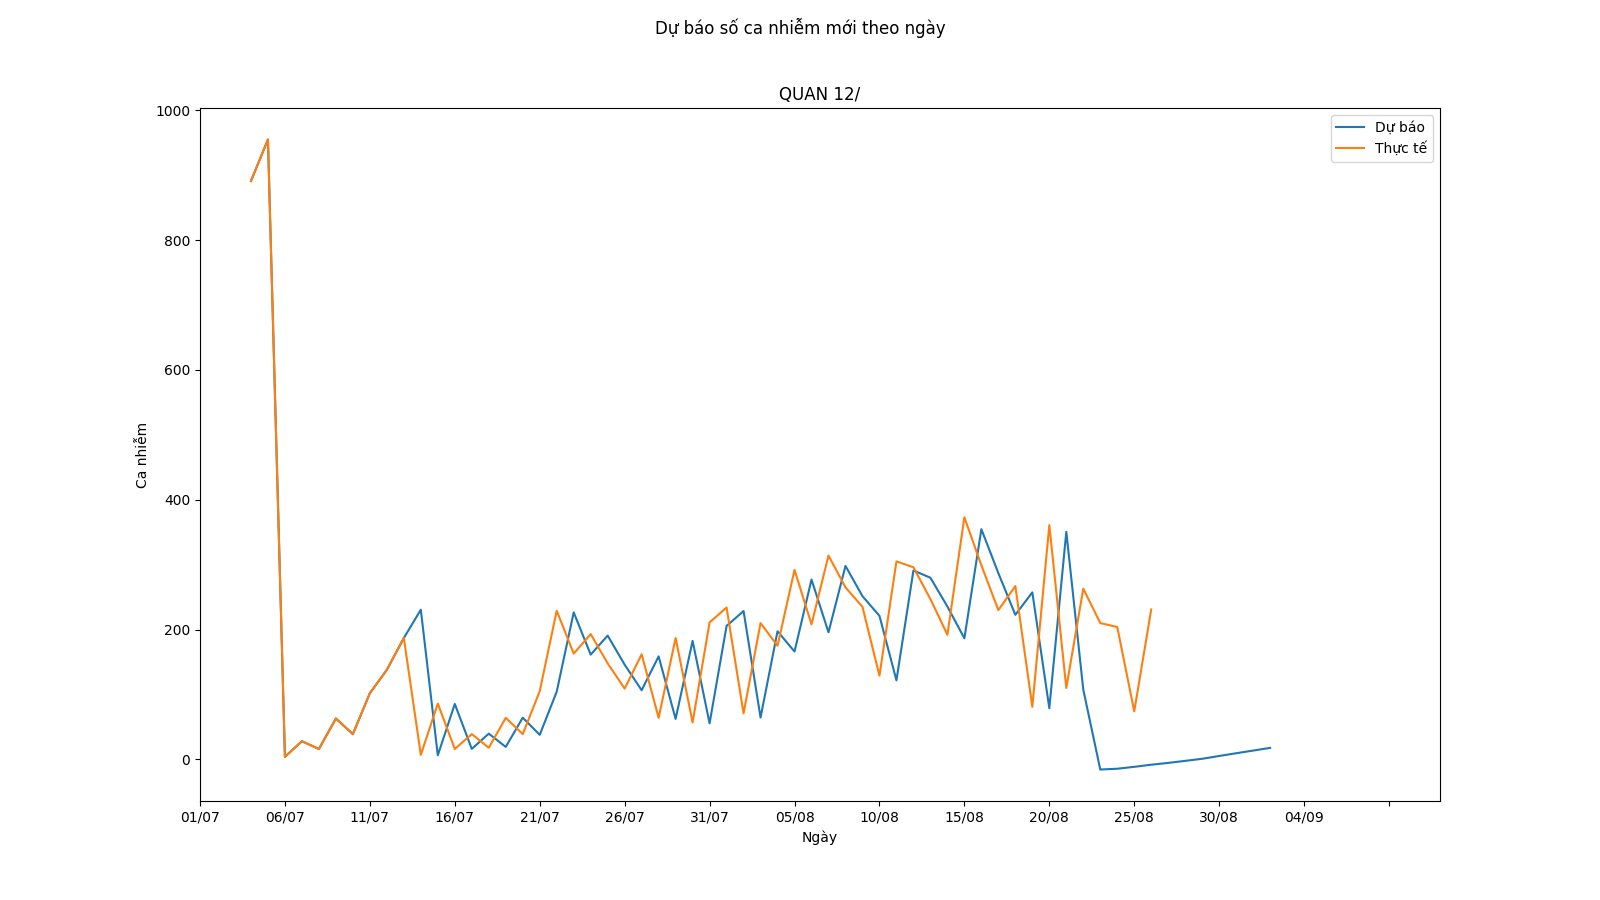 Dự báo số ca nhiễm mới theo ngày
QUAN 12/
1000
800
600
400
200
0
Ca nhiễm
Dự báo
Thực tế
01/07 06/07 11/07 16/07 21/07 26/07 31/07 05/08 10/08 15/08 20/08 25/08 30/08 04/09
Ngày